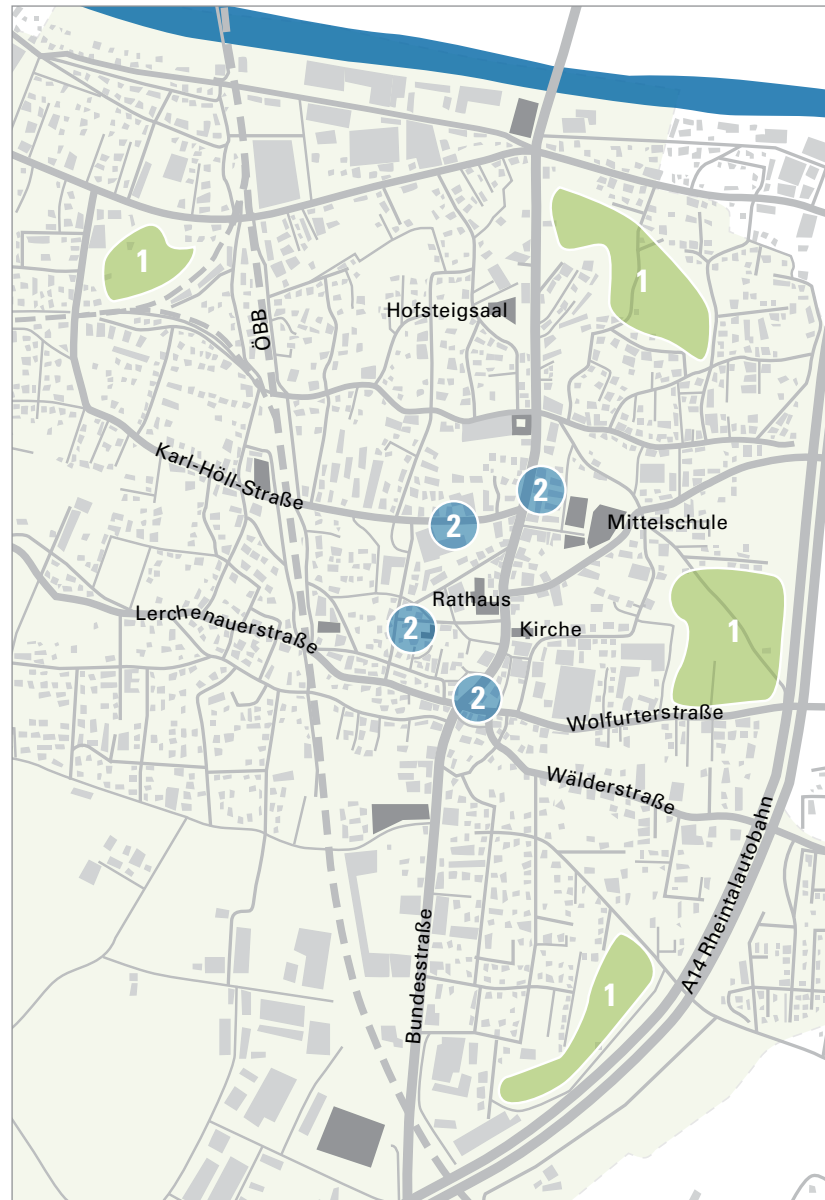 1
1
ÖBB
Hofsteigsaal
Karl-Höll-Straße
2
2
Mittelschule
Rathaus
Lerchenauerstraße
2
Kirche
1
2
Wolfurterstraße
Wälderstraße
A14 Rheintalautobahn
Bundesstraße
1